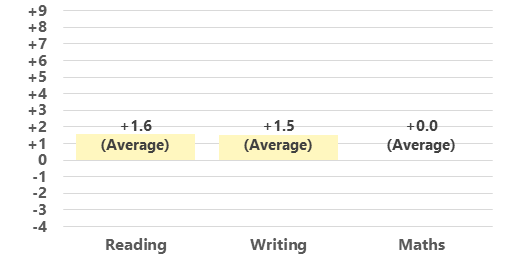 +9
+8
+7
+6
+5
+4
+3
+2
+1
0
-1
-2
-3
-4
+1.6
(Average)
+1.5
(Average)
+0.0
(Average)
Reading
Writing
Maths